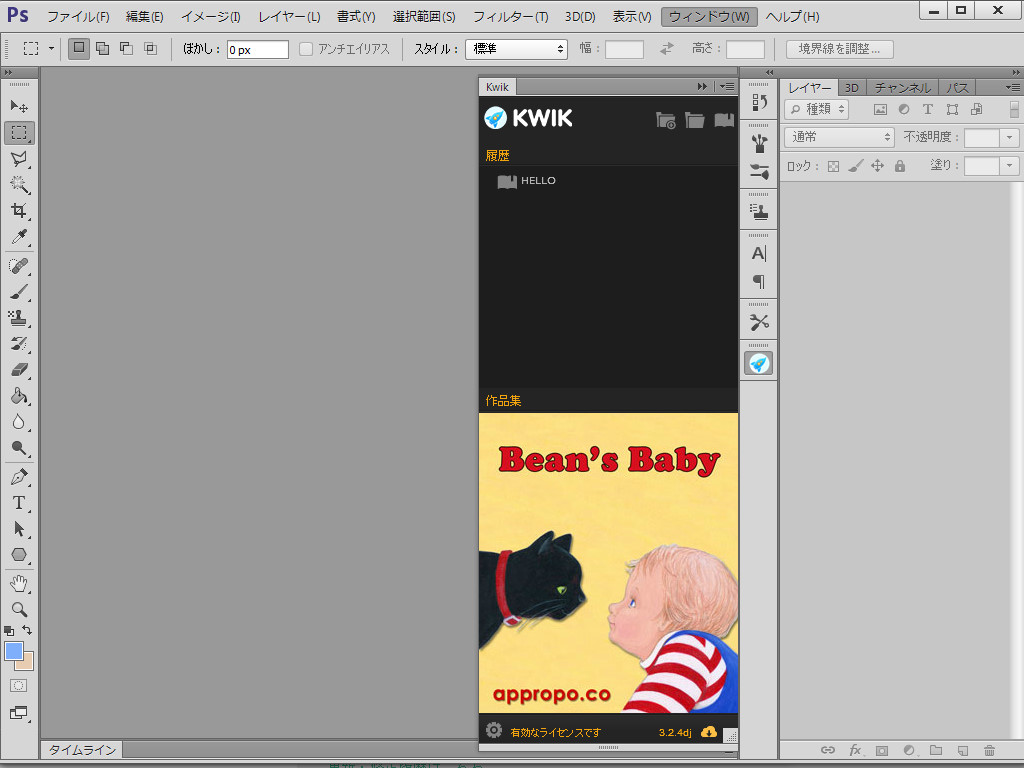 Ps ファイル(F) 編集(E) イメージ(I) レイヤー(L) 書式(Y) 選択範囲(S) フィルター(T) 3D(D) 表示(V) ウィンドウ(W) ヘルプ(H)
ぼかし : 0 px アンチエイリアス スタイル : 標準 幅 : 高さ : 境界線を調整...
Kwik
KWIK
履歴
HELLO
作品集
Bean's Baby
appropo.co
有効なライセンスです 3.2.4dj
レイヤー 3D チャンネル パス
種類 T
通常 不透明度 :
ロック : 塗り :
A
T
fx
タイムライン